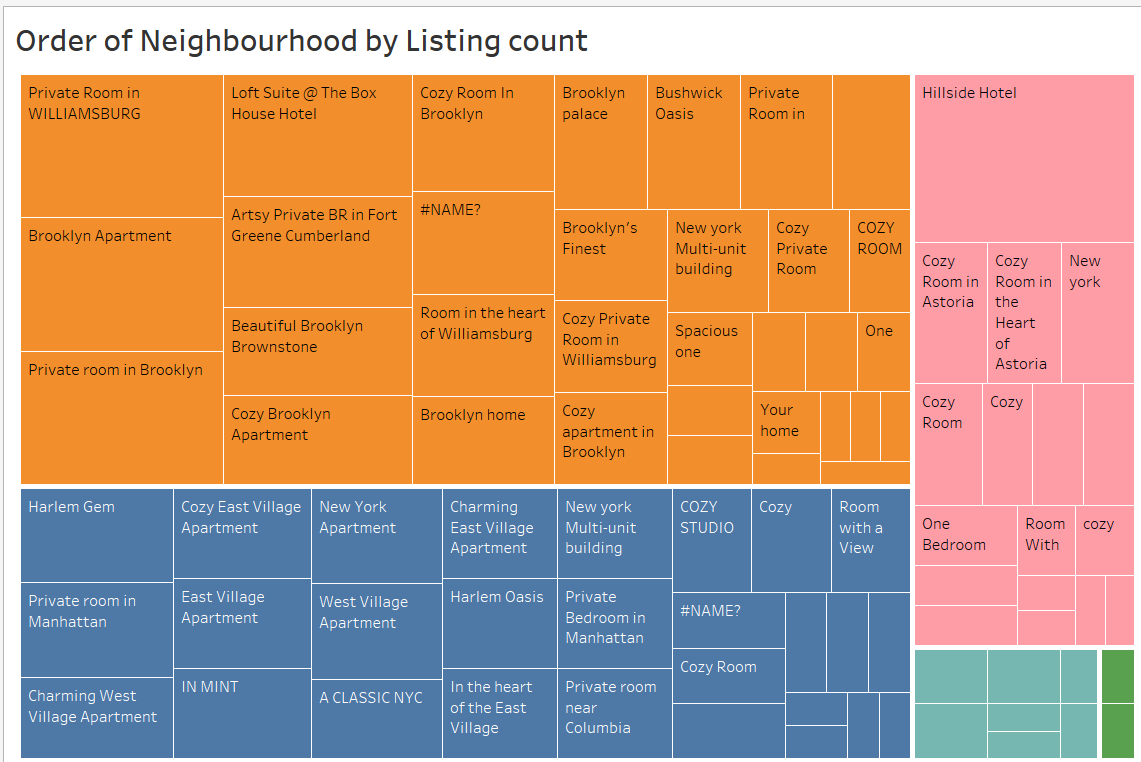 Order of Neighbourhood by Listing count
Private Room in
WILLIAMSBURG
Brooklyn Apartment
Private room in Brooklyn
Loft Suite @ The Box
House Hotel
Artsy Private BR in Fort
Greene Cumberland
Beautiful Brooklyn
Brownstone
Cozy Brooklyn
Apartment
Cozy Room In
Brooklyn
#NAME?
Room in the heart
of Williamsburg
Brooklyn home
Brooklyn
palace
Bushwick
Oasis
Private
Room in
Brooklyn's
Finest
Cozy Private
Room in
Williamsburg
Cozy
apartment in
Brooklyn
New york
Multi-unit
building
Cozy
Private
Room
COZY
ROOM
Spacious
one
One
Your
home
Hillside Hotel
Cozy
Room in
Astoria
Cozy
Room in
the
Heart
of
Astoria
New
york
Cozy
Room
Cozy
One
Bedroom
Room
With
cozy
Harlem Gem
Private room in
Manhattan
Charming West
Village Apartment
Cozy East Village
Apartment
East Village
Apartment
IN MINT
New York
Apartment
West Village
Apartment
A CLASSIC NYC
Charming
East Village
Apartment
Harlem Oasis
In the heart
of the East
Village
New york
Multi-unit
building
Private
Bedroom in
Manhattan
Private room
near
Columbia
COZY
STUDIO
Cozy
Room
with a
View
#NAME?
Cozy Room